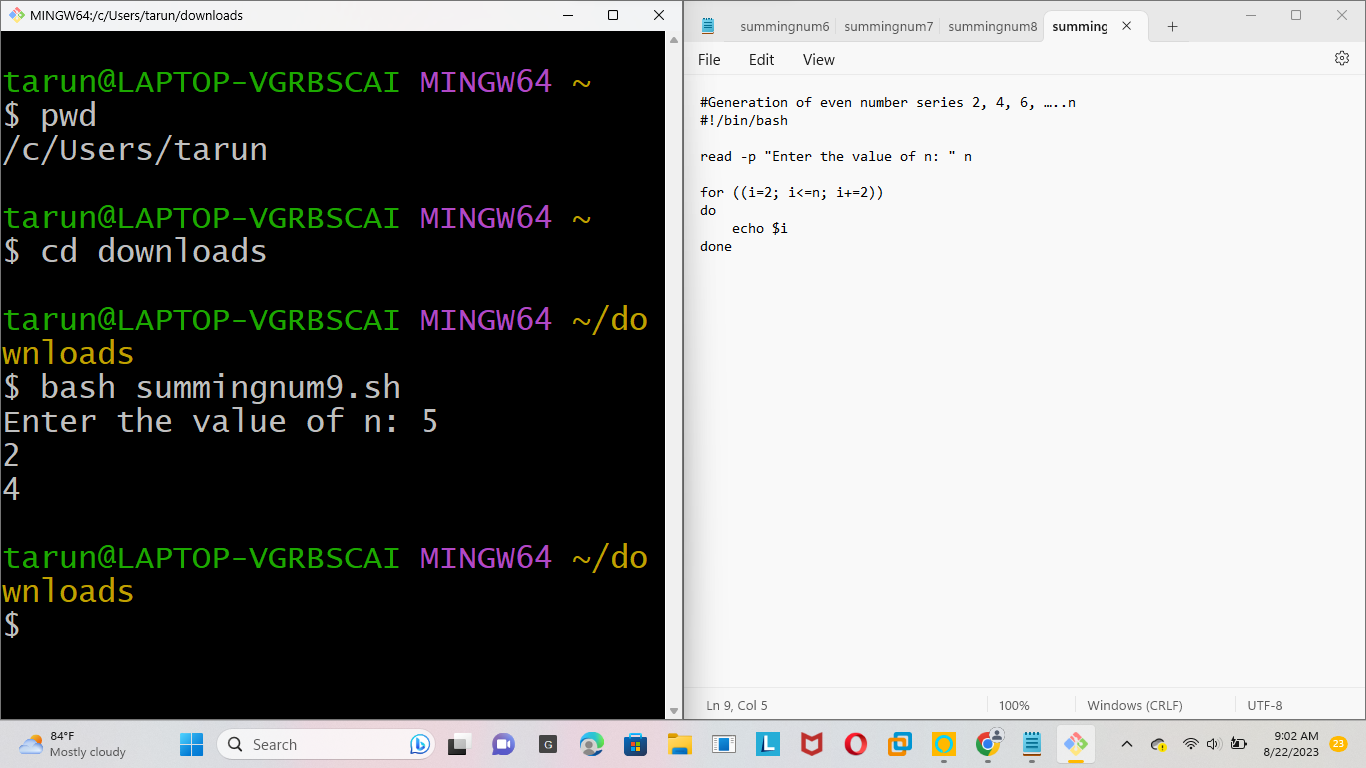 MINGW64:/c/Users/tarun/downloads
tarun@LAPTOP-VGRBSCAI MINGW64 ~
$ pwd
/c/Users/tarun
tarun@LAPTOP-VGRBSCAI MINGW64 ~
$ cd downloads
tarun@LAPTOP-VGRBSCAI MINGW64 ~/do
wnloads
$ bash summingnum9.sh
Enter the value of n: 5
2
4
tarun@LAPTOP-VGRBSCAI MINGW64 ~/do
wnloads
$
summingnum6 summingnum7 summingnum8 summing
File Edit View
#Generation of even number series 2, 4, 6, …..n
#!/bin/bash
read -p "Enter the value of n: " n
for ((i=2; i<=n; i+=2))
do
    echo $i
done
Ln 9, Col 5 100% Windows (CRLF) UTF-8
84°F
Mostly cloudy
Search
G
L
9:02 AM
8/22/2023
23